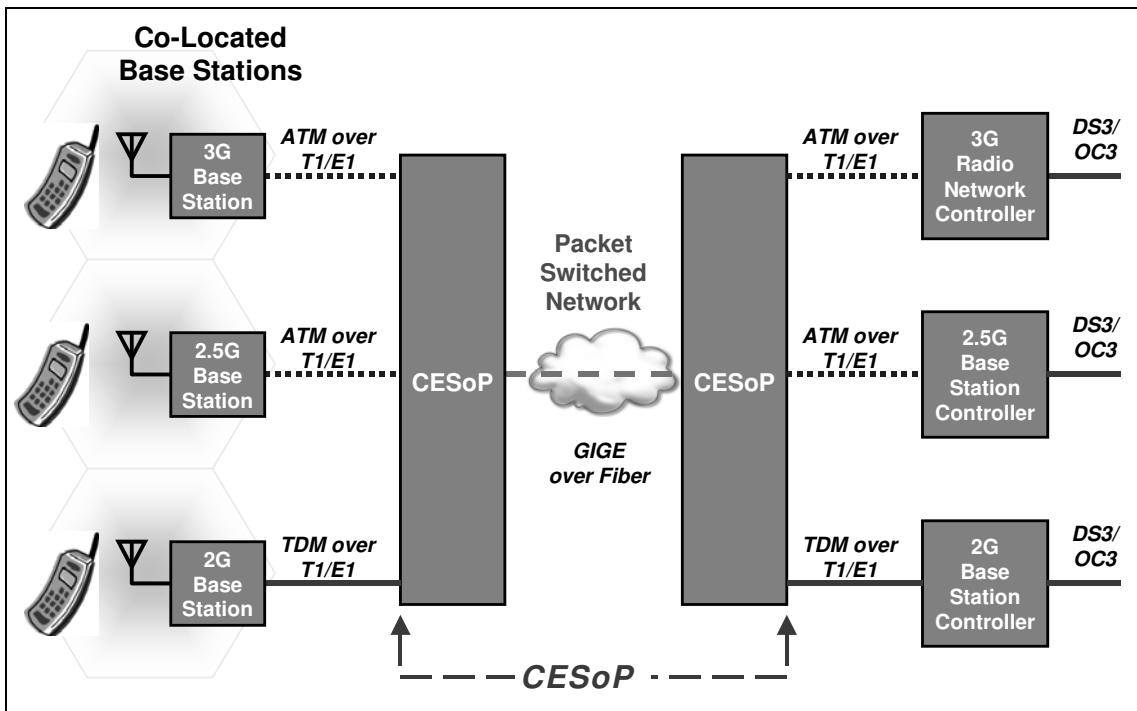 Co-Located
Base Stations
3G
Base
Station
ATM over
T1/E1
2.5G
Base
Station
ATM over
T1/E1
2G
Base
Station
TDM over
T1/E1
CESoP
Packet
Switched
Network
GIGE
over Fiber
CESoP
ATM over
T1/E1
3G
Radio
Network
Controller
DS3/
OC3
ATM over
T1/E1
2.5G
Base
Station
Controller
DS3/
OC3
TDM over
T1/E1
2G
Base
Station
Controller
DS3/
OC3
CESoP